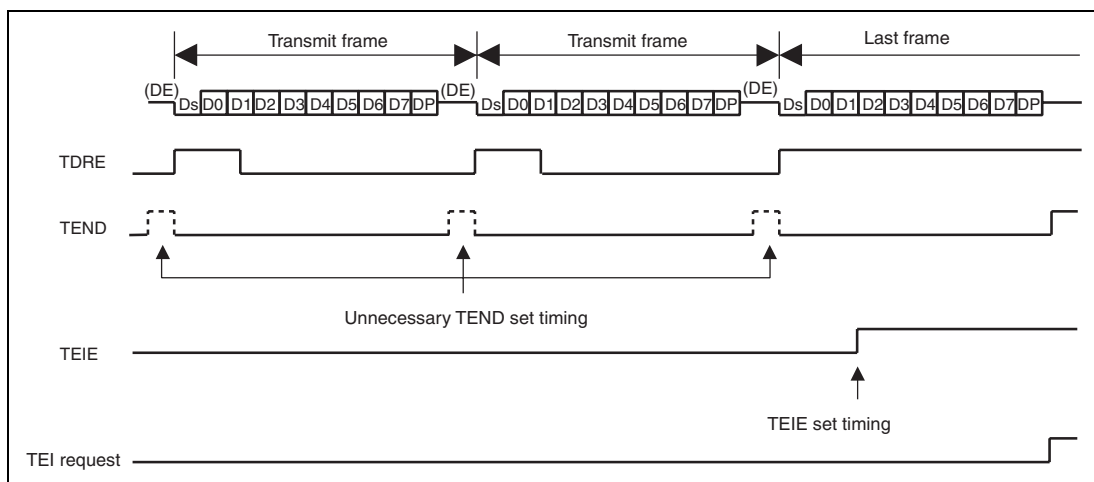 Transmit frame Transmit frame Last frame
(DE) Ds D0 D1 D2 D3 D4 D5 D6 D7 DP (DE) Ds D0 D1 D2 D3 D4 D5 D6 D7 DP (DE) Ds D0 D1 D2 D3 D4 D5 D6 D7 DP
TDRE
TEND
Unnecessary TEND set timing
TEIE
TEIE set timing
TEI request